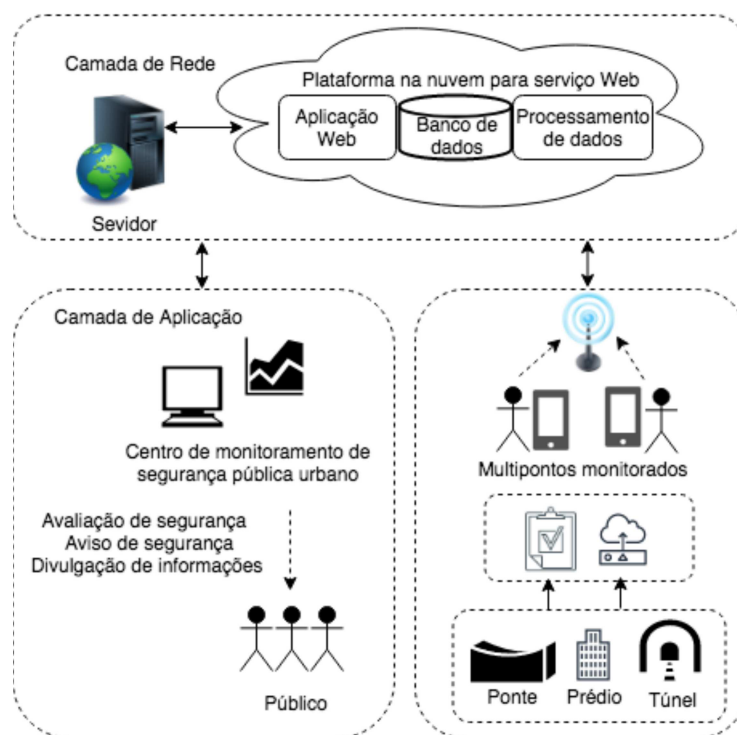 Camada de Rede
Plataforma na nuvem para serviço Web
Aplicação
Web
Banco de
dados
Processamento
de dados
Sevidor
Camada de Aplicação
Centro de monitoramento de
segurança pública urbano
Avaliação de segurança
Aviso de segurança
Divulgação de informações
Público
Multipontos monitorados
Ponte
Prédio
Túnel